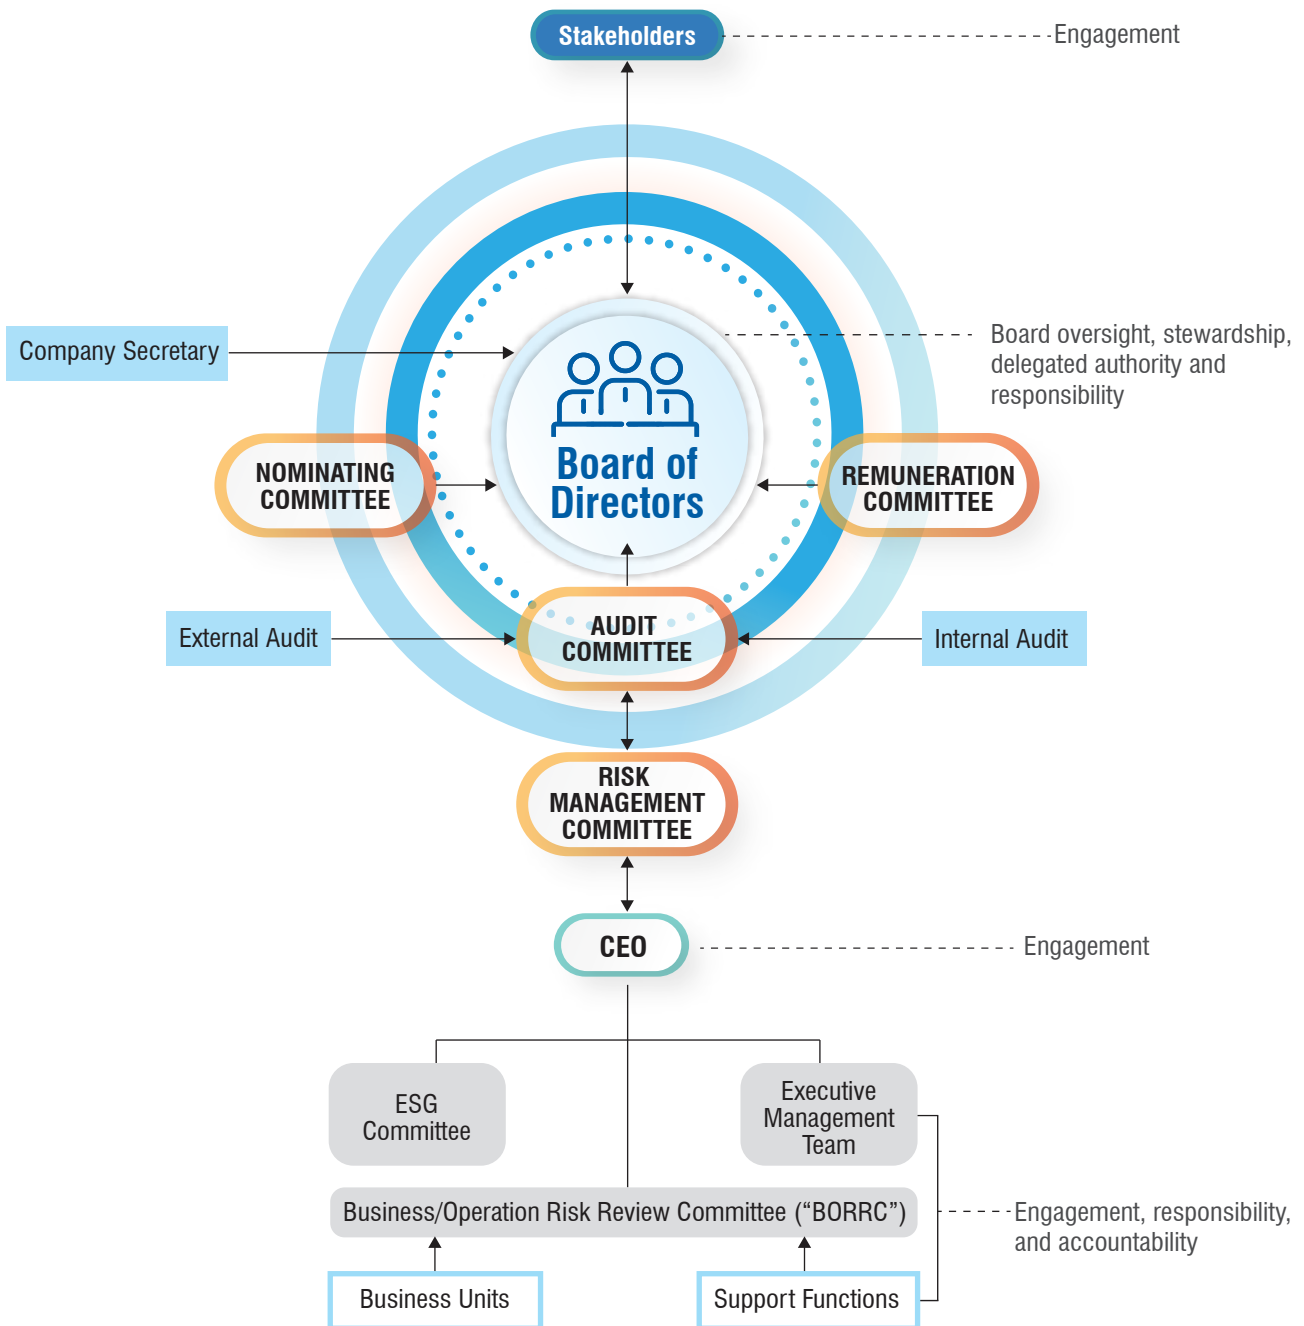 Stakeholders
Engagement
Company Secretary
Board oversight, stewardship,
delegated authority and
responsibility
Board of
Directors
NOMINATING
COMMITTEE
REMUNERATION
COMMITTEE
External Audit
AUDIT
COMMITTEE
Internal Audit
RISK
MANAGEMENT
COMMITTEE
CEO
Engagement
ESG
Committee
Executive
Management
Team
Business/Operation Risk Review Committee (“BORRC”)
Engagement, responsibility,
and accountability
Business Units
Support Functions